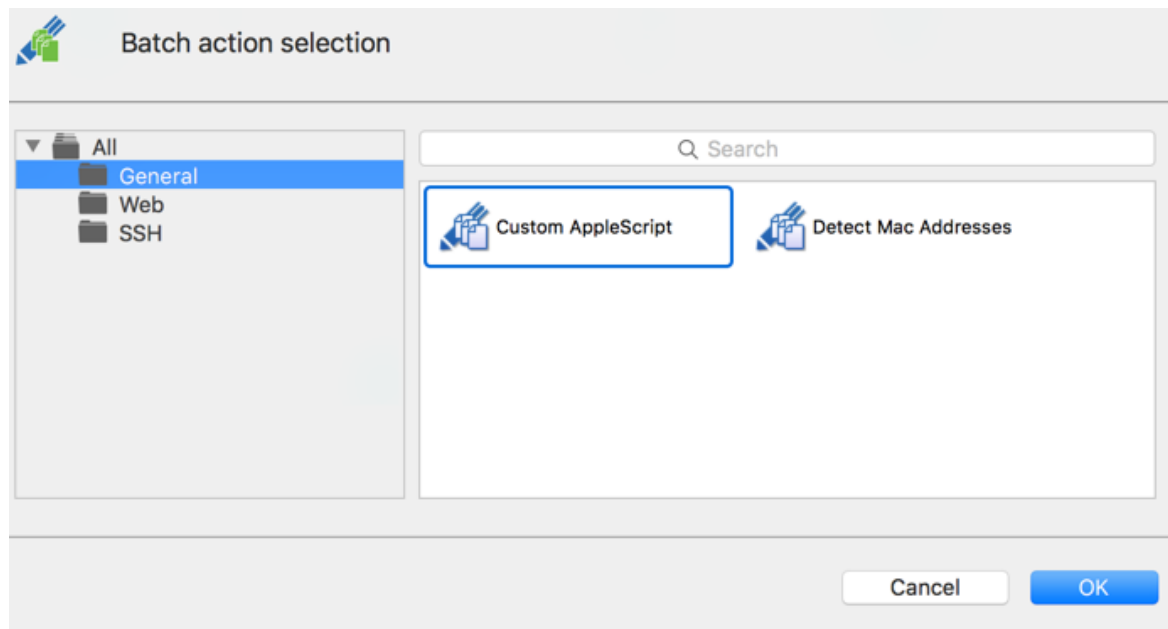 Batch action selection
All
General
Web
SSH
Search
Custom AppleScript
Detect Mac Addresses
Cancel
OK